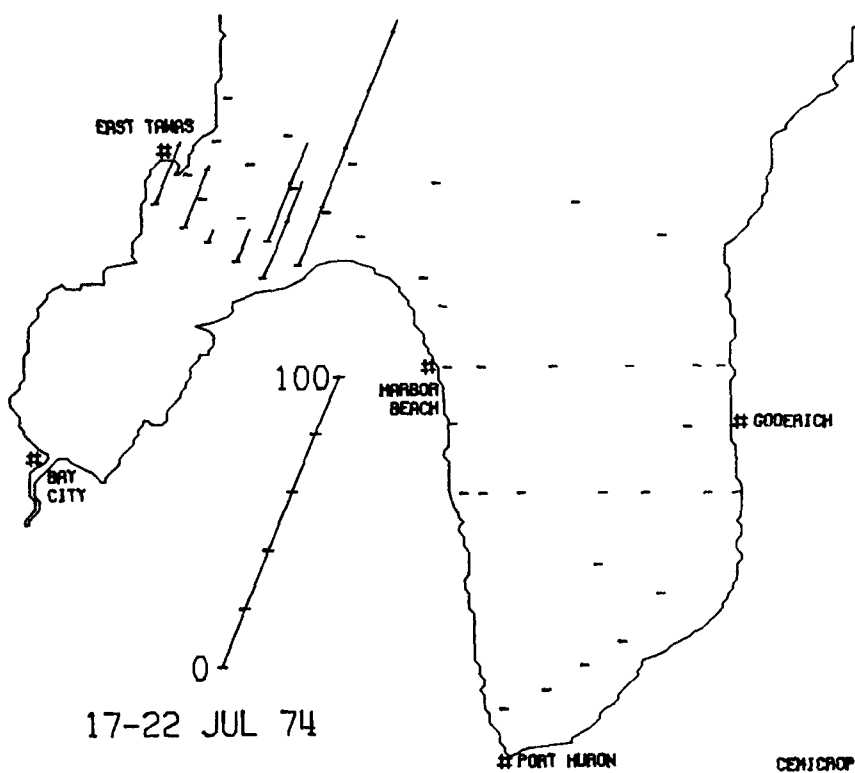 EAST TAWAS
#
100
#
HARBOR
BEACH
# GODERICH
#
BAY
CITY
0
17-22 JUL 74
# PORT HURON
CEMICROP